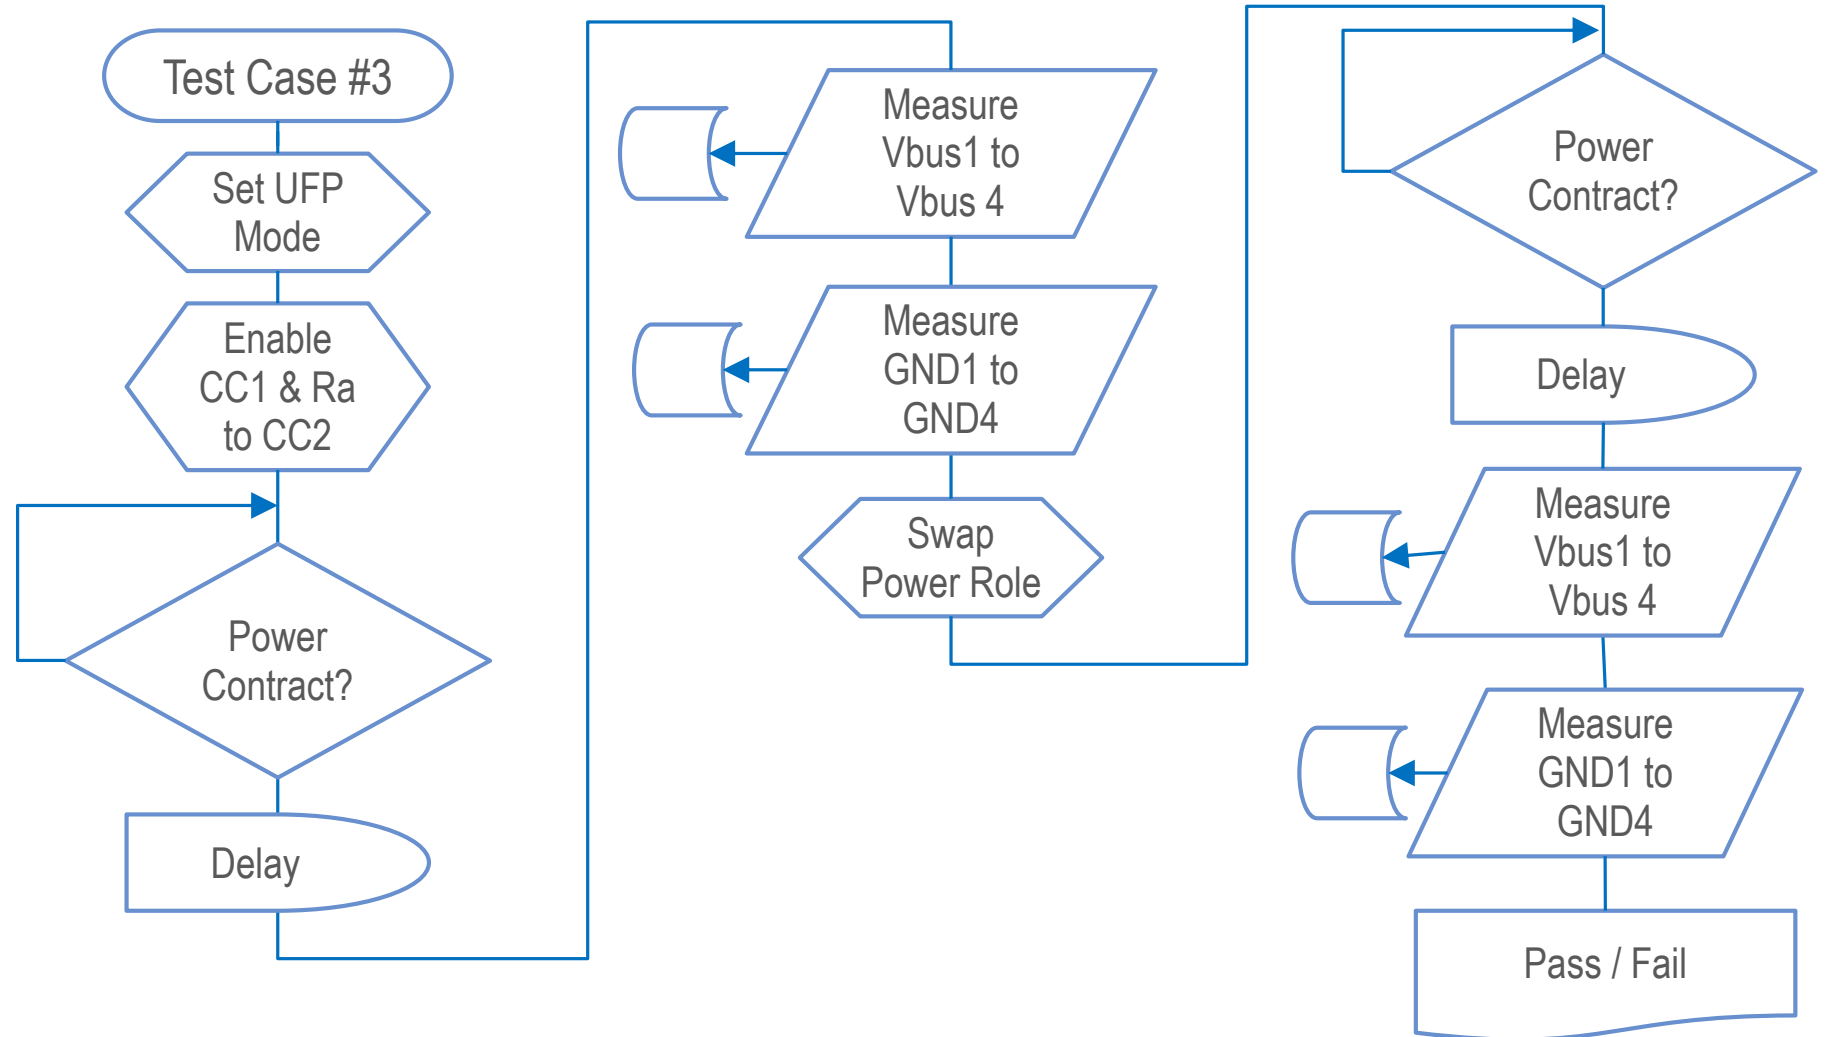 Test Case #3
Set UFP
Mode
Enable
CC1 & Ra
to CC2
Power
Contract?
Delay
Measure
Vbus1 to
Vbus 4
Measure
GND1 to
GND4
Swap
Power Role
Power
Contract?
Delay
Measure
Vbus1 to
Vbus 4
Measure
GND1 to
GND4
Pass / Fail